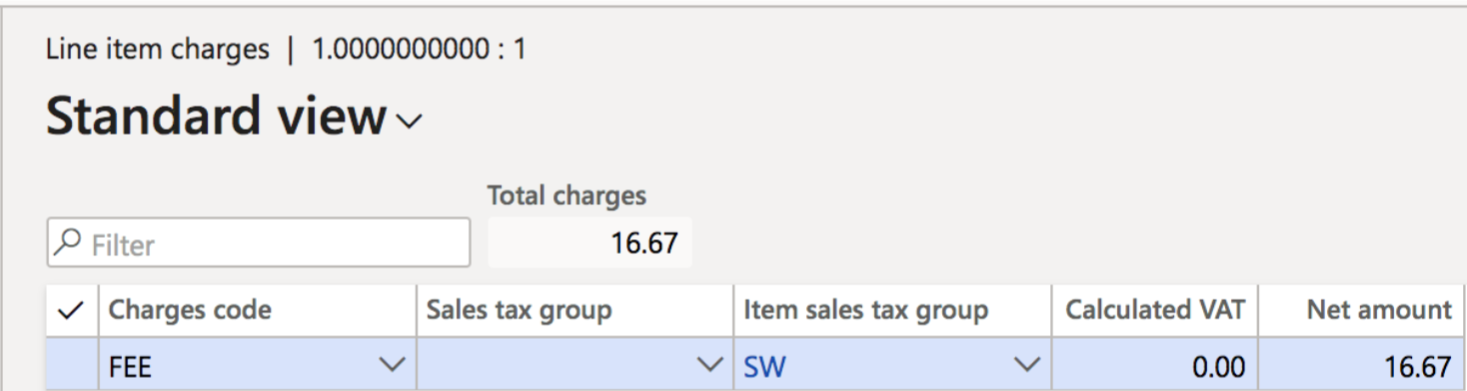 Line item charges | 1.0000000000 : 1
Standard view
Total charges
Filter 16.67
Charges code Sales tax group Item sales tax group Calculated VAT Net amount
FEE SW 0.00 16.67